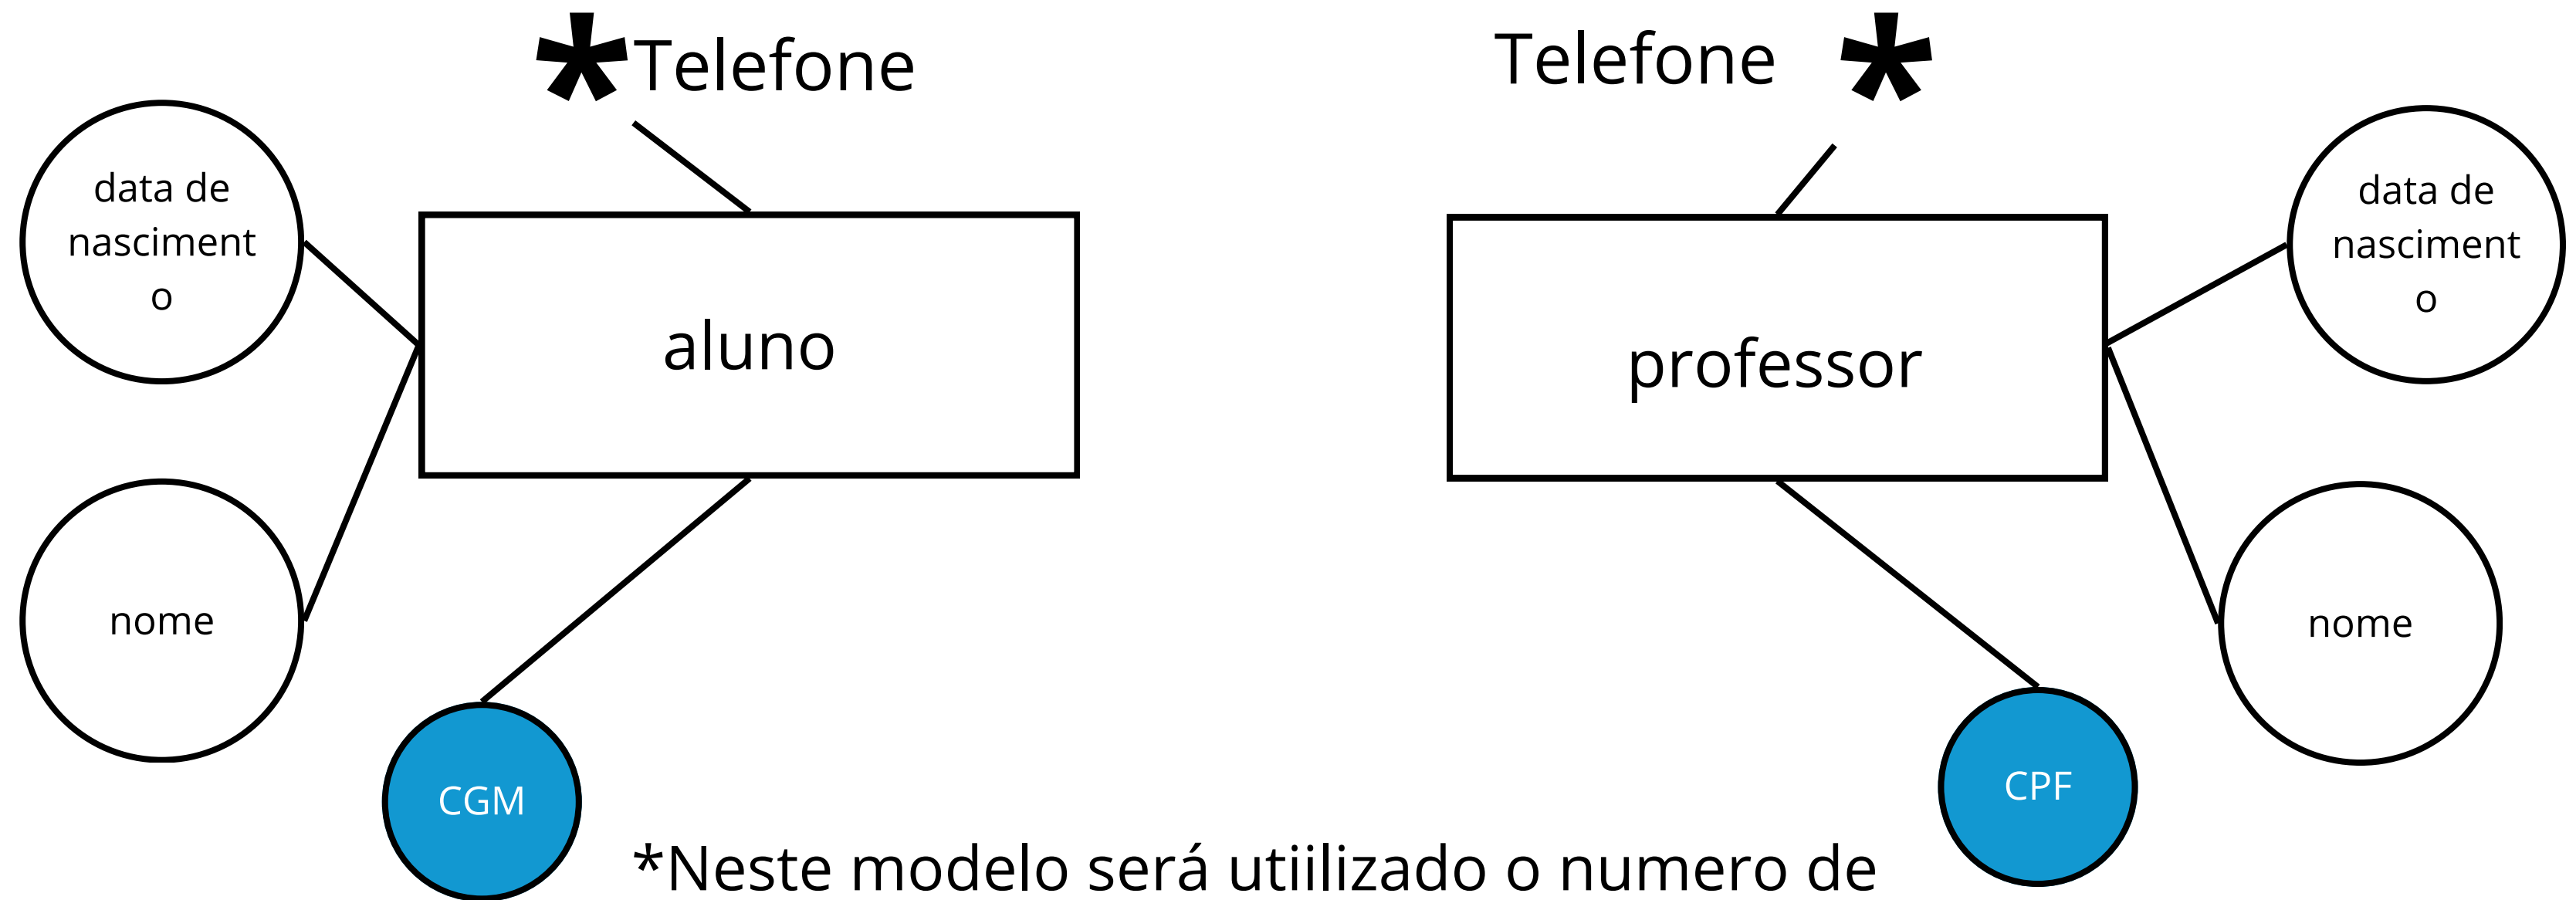 *Telefone
Telefone *
data de
nasciment
o
aluno
professor
data de
nasciment
o
nome
nome
CGM
CPF
*Neste modelo será utiilizado o numero de